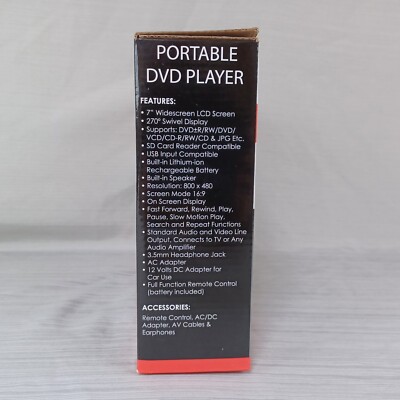 PORTABLE
DVD PLAYER
FEATURES:
• 7" Widescreen LCD Screen
• 270° Swivel Display
• Supports: DVD±R/RW/DVD/
VCD/CD-R/RW/CD & JPG Etc.
• SD Card Reader Compatible
• USB Input Compatible
• Built-in Lithium-ion
Rechargeable Battery
• Built-in Speaker
• Resolution: 800 x 480
• Screen Mode 16:9
• On Screen Display
• Fast Forward, Rewind, Play,
Pause, Slow Motion Play,
Search and Repeat Functions
• Standard Audio and Video Line
Output, Connects to TV or Any
Audio Amplifier
• 3.5mm Headphone Jack
• AC Adapter
• 12 Volts DC Adapter for
Car Use
• Full Function Remote Control
(battery included)
ACCESSORIES:
Remote Control, AC/DC
Adapter, AV Cables &
Earphones